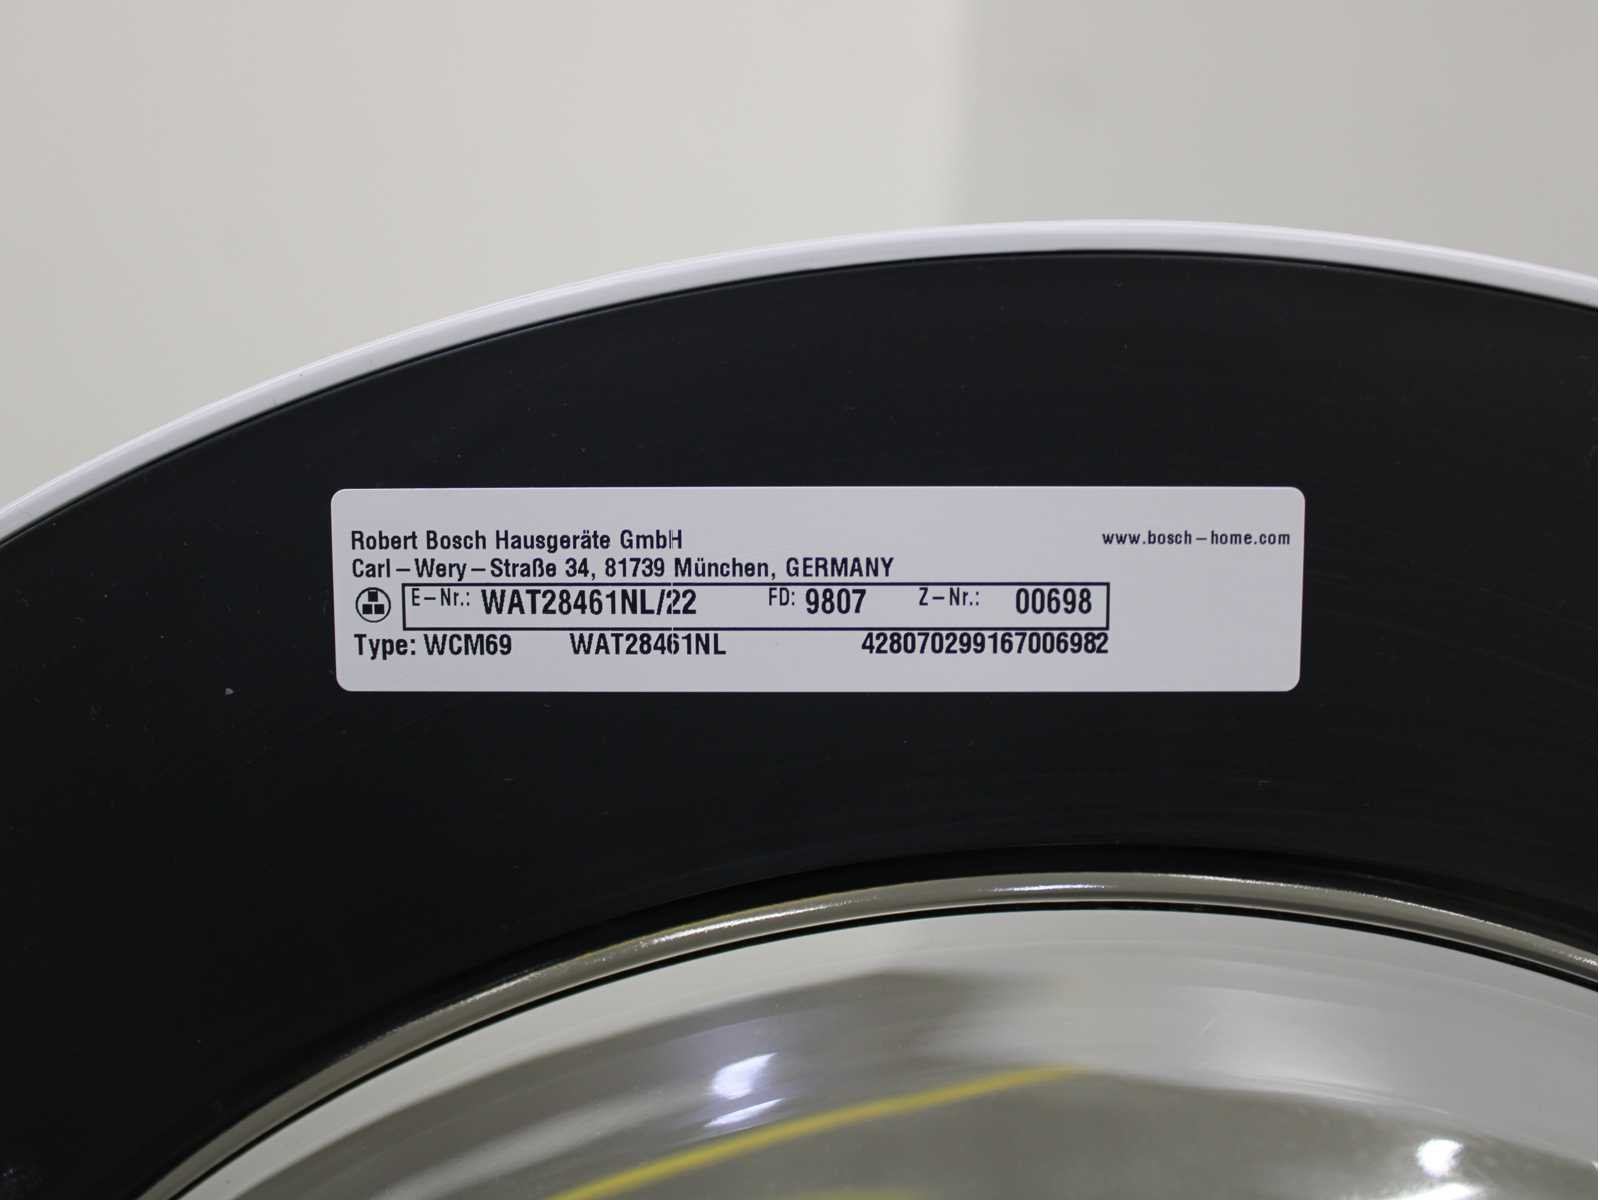 Robert Bosch Hausgeräte GmbH www.bosch-home.com
Carl-Wery-Straße 34, 81739 München, GERMANY
E-Nr.: WAT28461NL/22 FD: 9807 Z-Nr.: 00698
Type: WCM69 WAT28461NL 428070299167006982